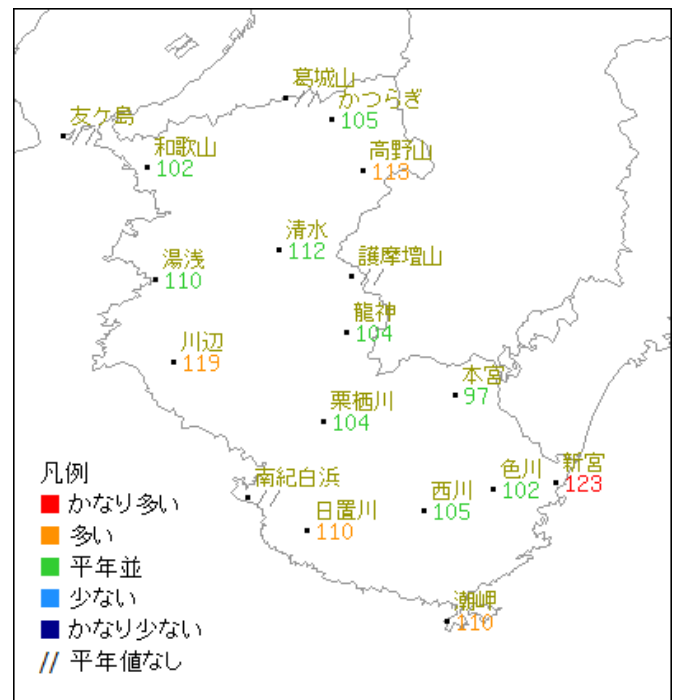 葛城山
かつらぎ
105
友ケ島
//
和歌山
102
高野山
113
清水
112
護摩壇山
//
湯浅
110
龍神
104
川辺
119
本宮
97
栗栖川
104
南紀白浜
//
日置川
110
西川
105
色川
102
新宮
123
潮岬
110
凡例
かなり多い
多い
平年並
少ない
かなり少ない
// 平年値なし